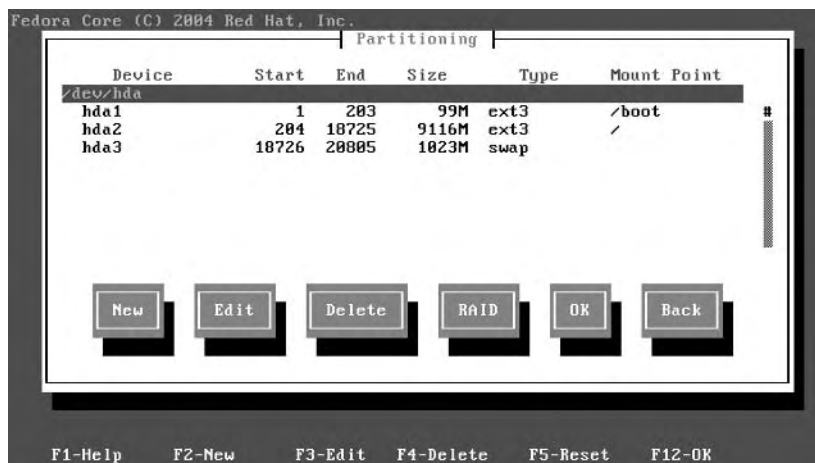 Fedora Core (C) 2004 Red Hat, Inc.
Partitioning
Device Start End Size Type Mount Point
/dev/hda
hda1 1 203 99M ext3 /boot #
hda2 204 18725 9116M ext3 /
hda3 18726 20805 1023M swap
New Edit Delete RAID OK Back
F1-Help F2-New F3-Edit F4-Delete F5-Reset F12-OK